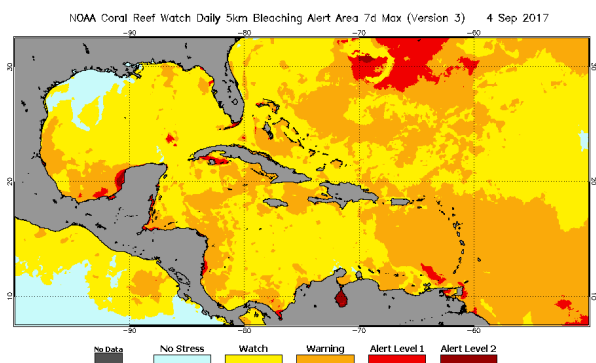 NOAA Coral Reef Watch Daily 5km Bleaching Alert Area 7d Max (Version 3) 4 Sep 2017
-90 -80 -70 -60
30 30
20 20
10 10
-90 -80 -70 -60
No Data No Stress Watch Warning Alert Level 1 Alert Level 2